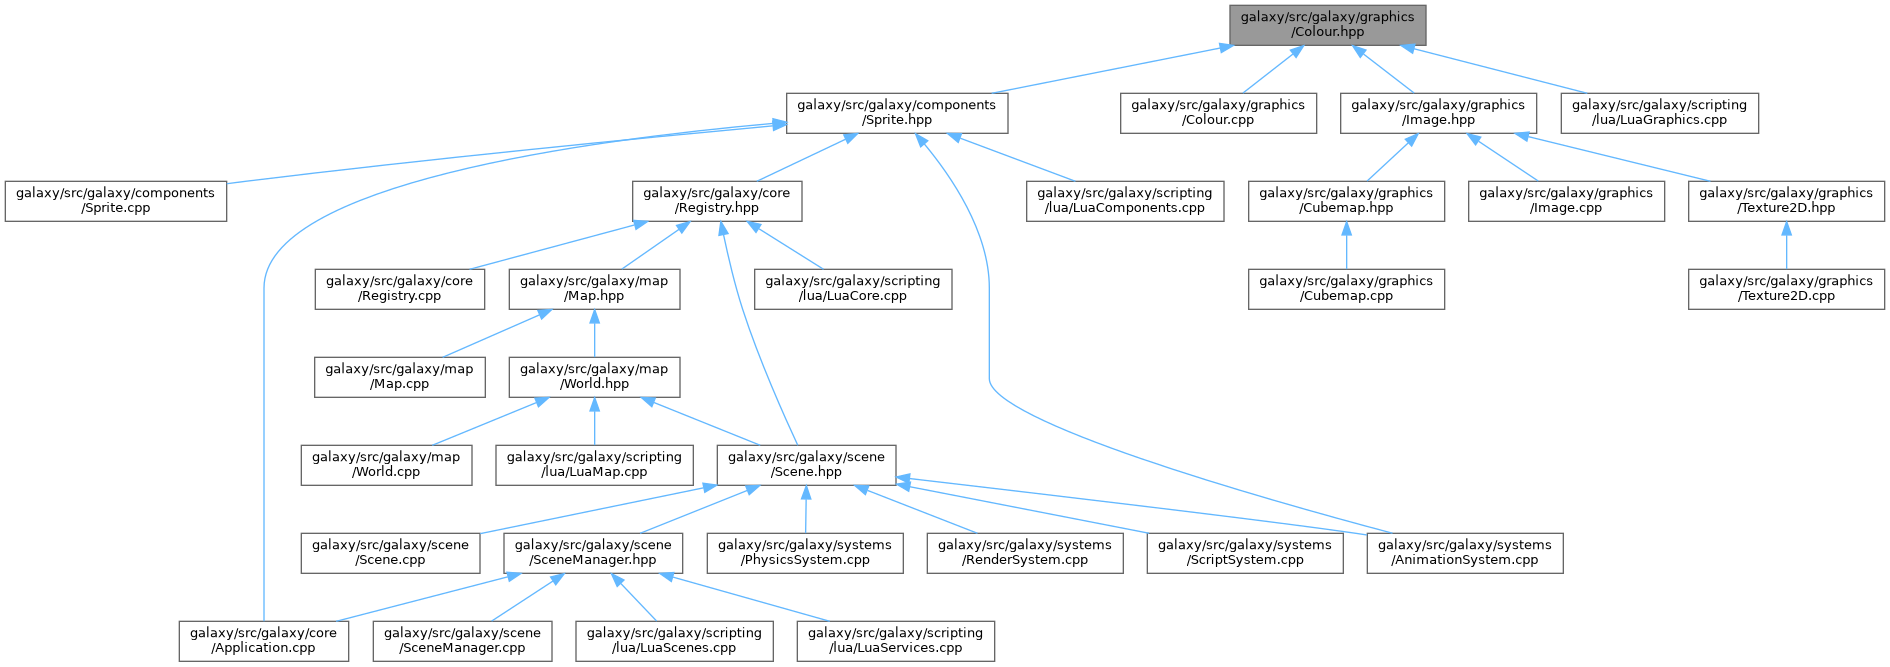 galaxy/src/galaxy/graphics
/Colour.hpp
galaxy/src/galaxy/components
/Sprite.hpp
galaxy/src/galaxy/graphics
/Colour.cpp
galaxy/src/galaxy/graphics
/Image.hpp
galaxy/src/galaxy/scripting
/lua/LuaGraphics.cpp
galaxy/src/galaxy/components
/Sprite.cpp
galaxy/src/galaxy/core
/Registry.hpp
galaxy/src/galaxy/scripting
/lua/LuaComponents.cpp
galaxy/src/galaxy/graphics
/Cubemap.hpp
galaxy/src/galaxy/graphics
/Image.cpp
galaxy/src/galaxy/graphics
/Texture2D.hpp
galaxy/src/galaxy/core
/Registry.cpp
galaxy/src/galaxy/map
/Map.hpp
galaxy/src/galaxy/scripting
/lua/LuaCore.cpp
galaxy/src/galaxy/graphics
/Cubemap.cpp
galaxy/src/galaxy/graphics
/Texture2D.cpp
galaxy/src/galaxy/map
/Map.cpp
galaxy/src/galaxy/map
/World.hpp
galaxy/src/galaxy/map
/World.cpp
galaxy/src/galaxy/scripting
/lua/LuaMap.cpp
galaxy/src/galaxy/scene
/Scene.hpp
galaxy/src/galaxy/scene
/Scene.cpp
galaxy/src/galaxy/scene
/SceneManager.hpp
galaxy/src/galaxy/systems
/PhysicsSystem.cpp
galaxy/src/galaxy/systems
/RenderSystem.cpp
galaxy/src/galaxy/systems
/ScriptSystem.cpp
galaxy/src/galaxy/systems
/AnimationSystem.cpp
galaxy/src/galaxy/core
/Application.cpp
galaxy/src/galaxy/scene
/SceneManager.cpp
galaxy/src/galaxy/scripting
/lua/LuaScenes.cpp
galaxy/src/galaxy/scripting
/lua/LuaServices.cpp